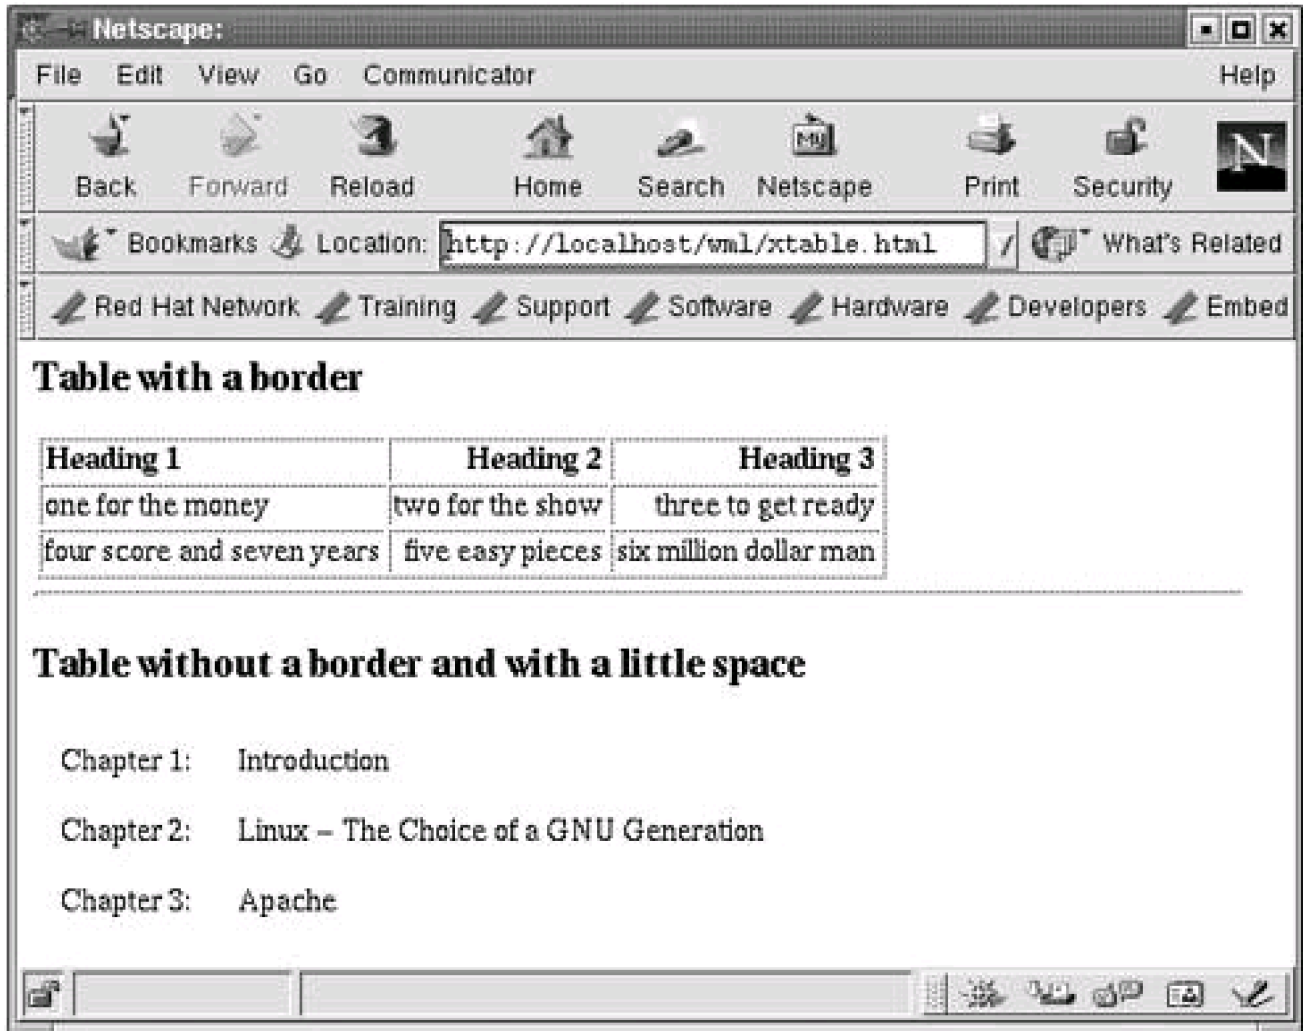 Netscape:
File Edit View Go Communicator Help
My N
Back Forward Reload Home Search Netscape Print Security
Bookmarks Location: http://localhost/wml/xtable.html What's Related
Red Hat Network Training Support Software Hardware Developers Embed
Table with a border
Heading 1 Heading 2 Heading 3
one for the money two for the show three to get ready
four score and seven years five easy pieces six million dollar man
Table without a border and with a little space
Chapter 1: Introduction
Chapter 2: Linux – The Choice of a GNU Generation
Chapter 3: Apache